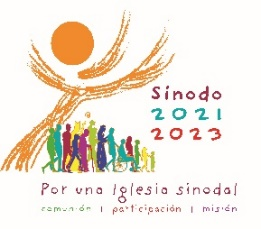 Sínodo
2021
2023
Por una Iglesia sinodal
comunión | participación | misión